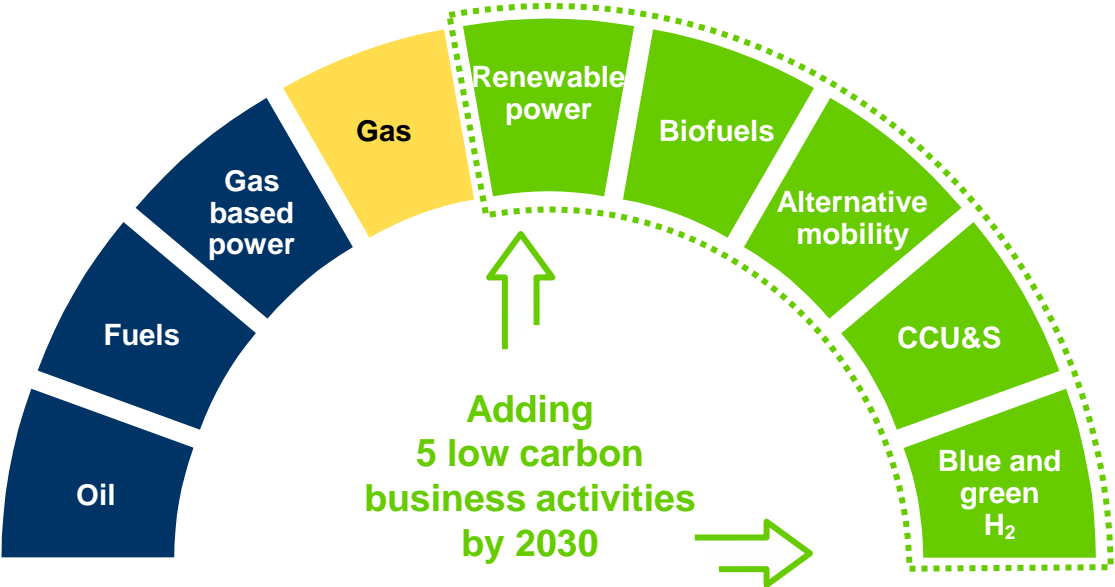 Oil
Fuels
Gas
based
power
Gas
Renewable
power
Biofuels
Alternative
mobility
CCU&S
Blue and
green
H₂
Adding
5 low carbon
business activities
by 2030